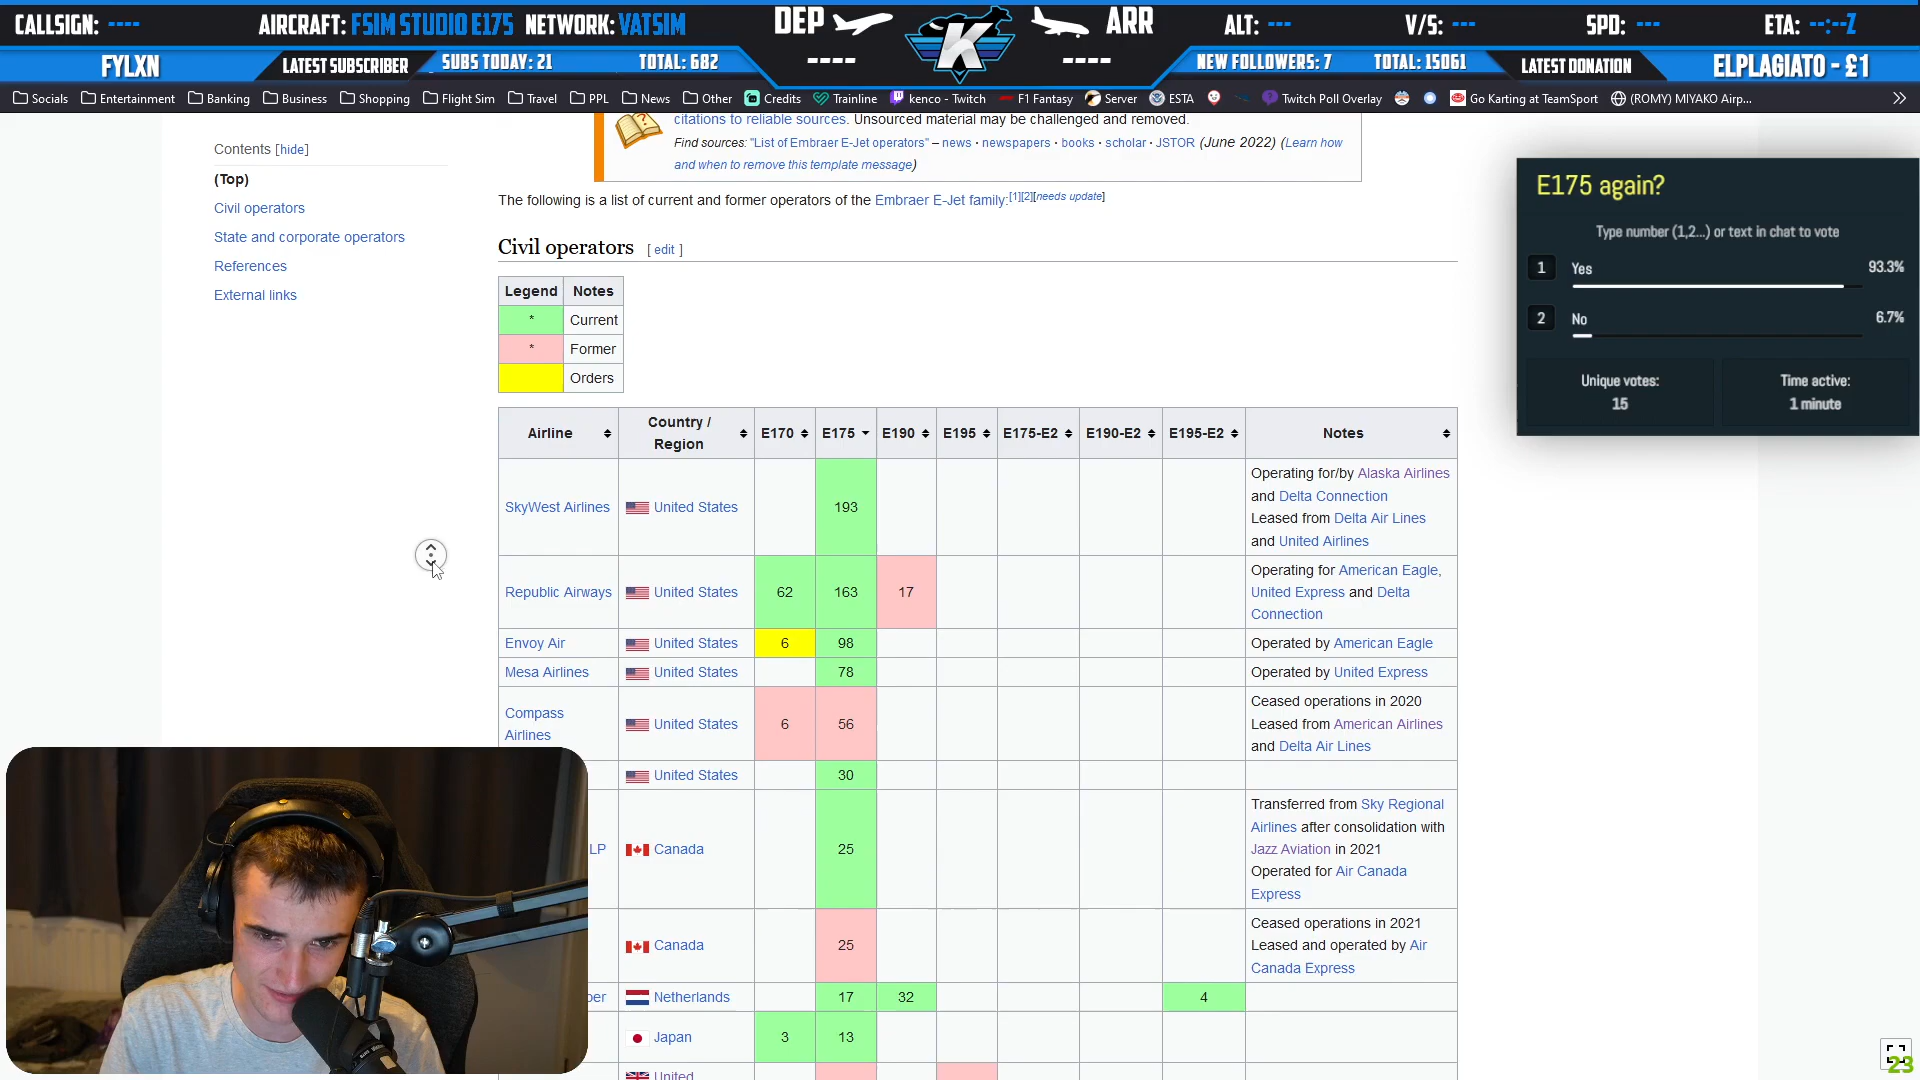 CALLSIGN: ----
AIRCRAFT: FSIM STUDIO E175 NETWORK: VATSIM
DEP
ARR
ALT: ---
V/S: ---
SPD: ---
ETA: --:--Z
FYLXN
LATEST SUBSCRIBER
SUBS TODAY: 21
TOTAL: 682
----
K
----
NEW FOLLOWERS: 7
TOTAL: 15061
LATEST DONATION
ELPLAGIATO - £1
Socials
Entertainment
Banking
Business
Shopping
Flight Sim
Travel
PPL
News
Other
Credits
Trainline
kenco - Twitch
F1 Fantasy
Server
ESTA
Twitch Poll Overlay
Go Karting at TeamSport
(ROMY) MIYAKO Airp...
citations to reliable sources. Unsourced material may be challenged and removed.
Find sources: "List of Embraer E-Jet operators" – news · newspapers · books · scholar · JSTOR (June 2022) (Learn how
and when to remove this template message)
Contents [hide]
(Top)
Civil operators
State and corporate operators
References
External links
The following is a list of current and former operators of the Embraer E-Jet family:[1][2][needs update]
Civil operators [ edit ]
Legend Notes
* Current
* Former
Orders
Airline Country / Region E170 E175 E190 E195 E175-E2 E190-E2 E195-E2 Notes
SkyWest Airlines United States 193
Operating for/by Alaska Airlines
and Delta Connection
Leased from Delta Air Lines
and United Airlines
Republic Airways United States 62 163 17
Operating for American Eagle,
United Express and Delta
Connection
Envoy Air United States 6 98 Operated by American Eagle
Mesa Airlines United States 78 Operated by United Express
Compass
Airlines
United States 6 56
Ceased operations in 2020
Leased from American Airlines
and Delta Air Lines
United States 30
LP Canada 25
Transferred from Sky Regional
Airlines after consolidation with
Jazz Aviation in 2021
Operated for Air Canada
Express
Canada 25
Ceased operations in 2021
Leased and operated by Air
Canada Express
Netherlands 17 32 4
Japan 3 13
United
E175 again?
Type number (1,2...) or text in chat to vote
1 Yes 93.3%
2 No 6.7%
Unique votes:
15
Time active:
1 minute
23